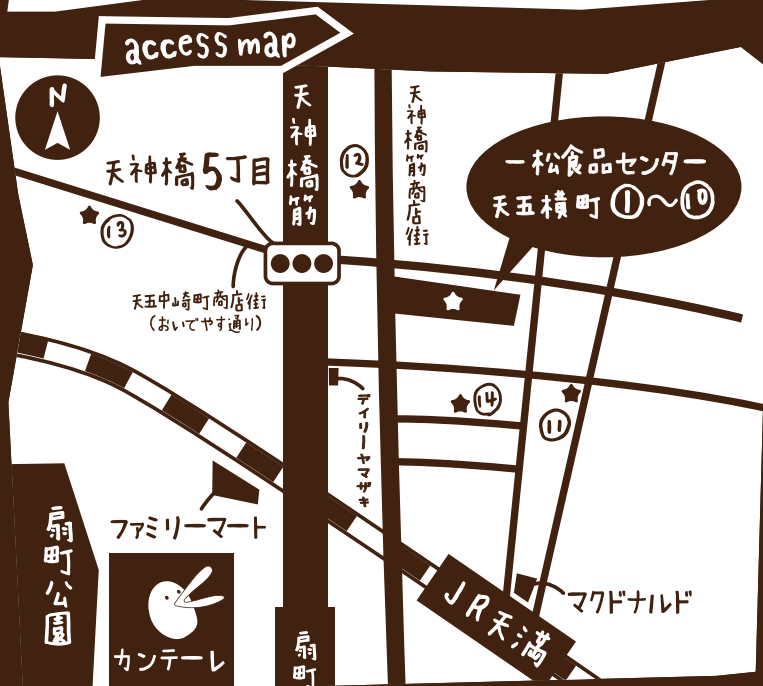 access map
N
天神橋筋
天神橋筋商店街
天神橋5丁目
⑫
一松食品センター
天五横町①〜⑩
⑬
天五中崎町商店街
(おいでやす通り)
デイリーヤマザキ
⑭
⑪
ファミリーマート
扇町公園
カンテーレ
扇町
JR天満
マクドナルド